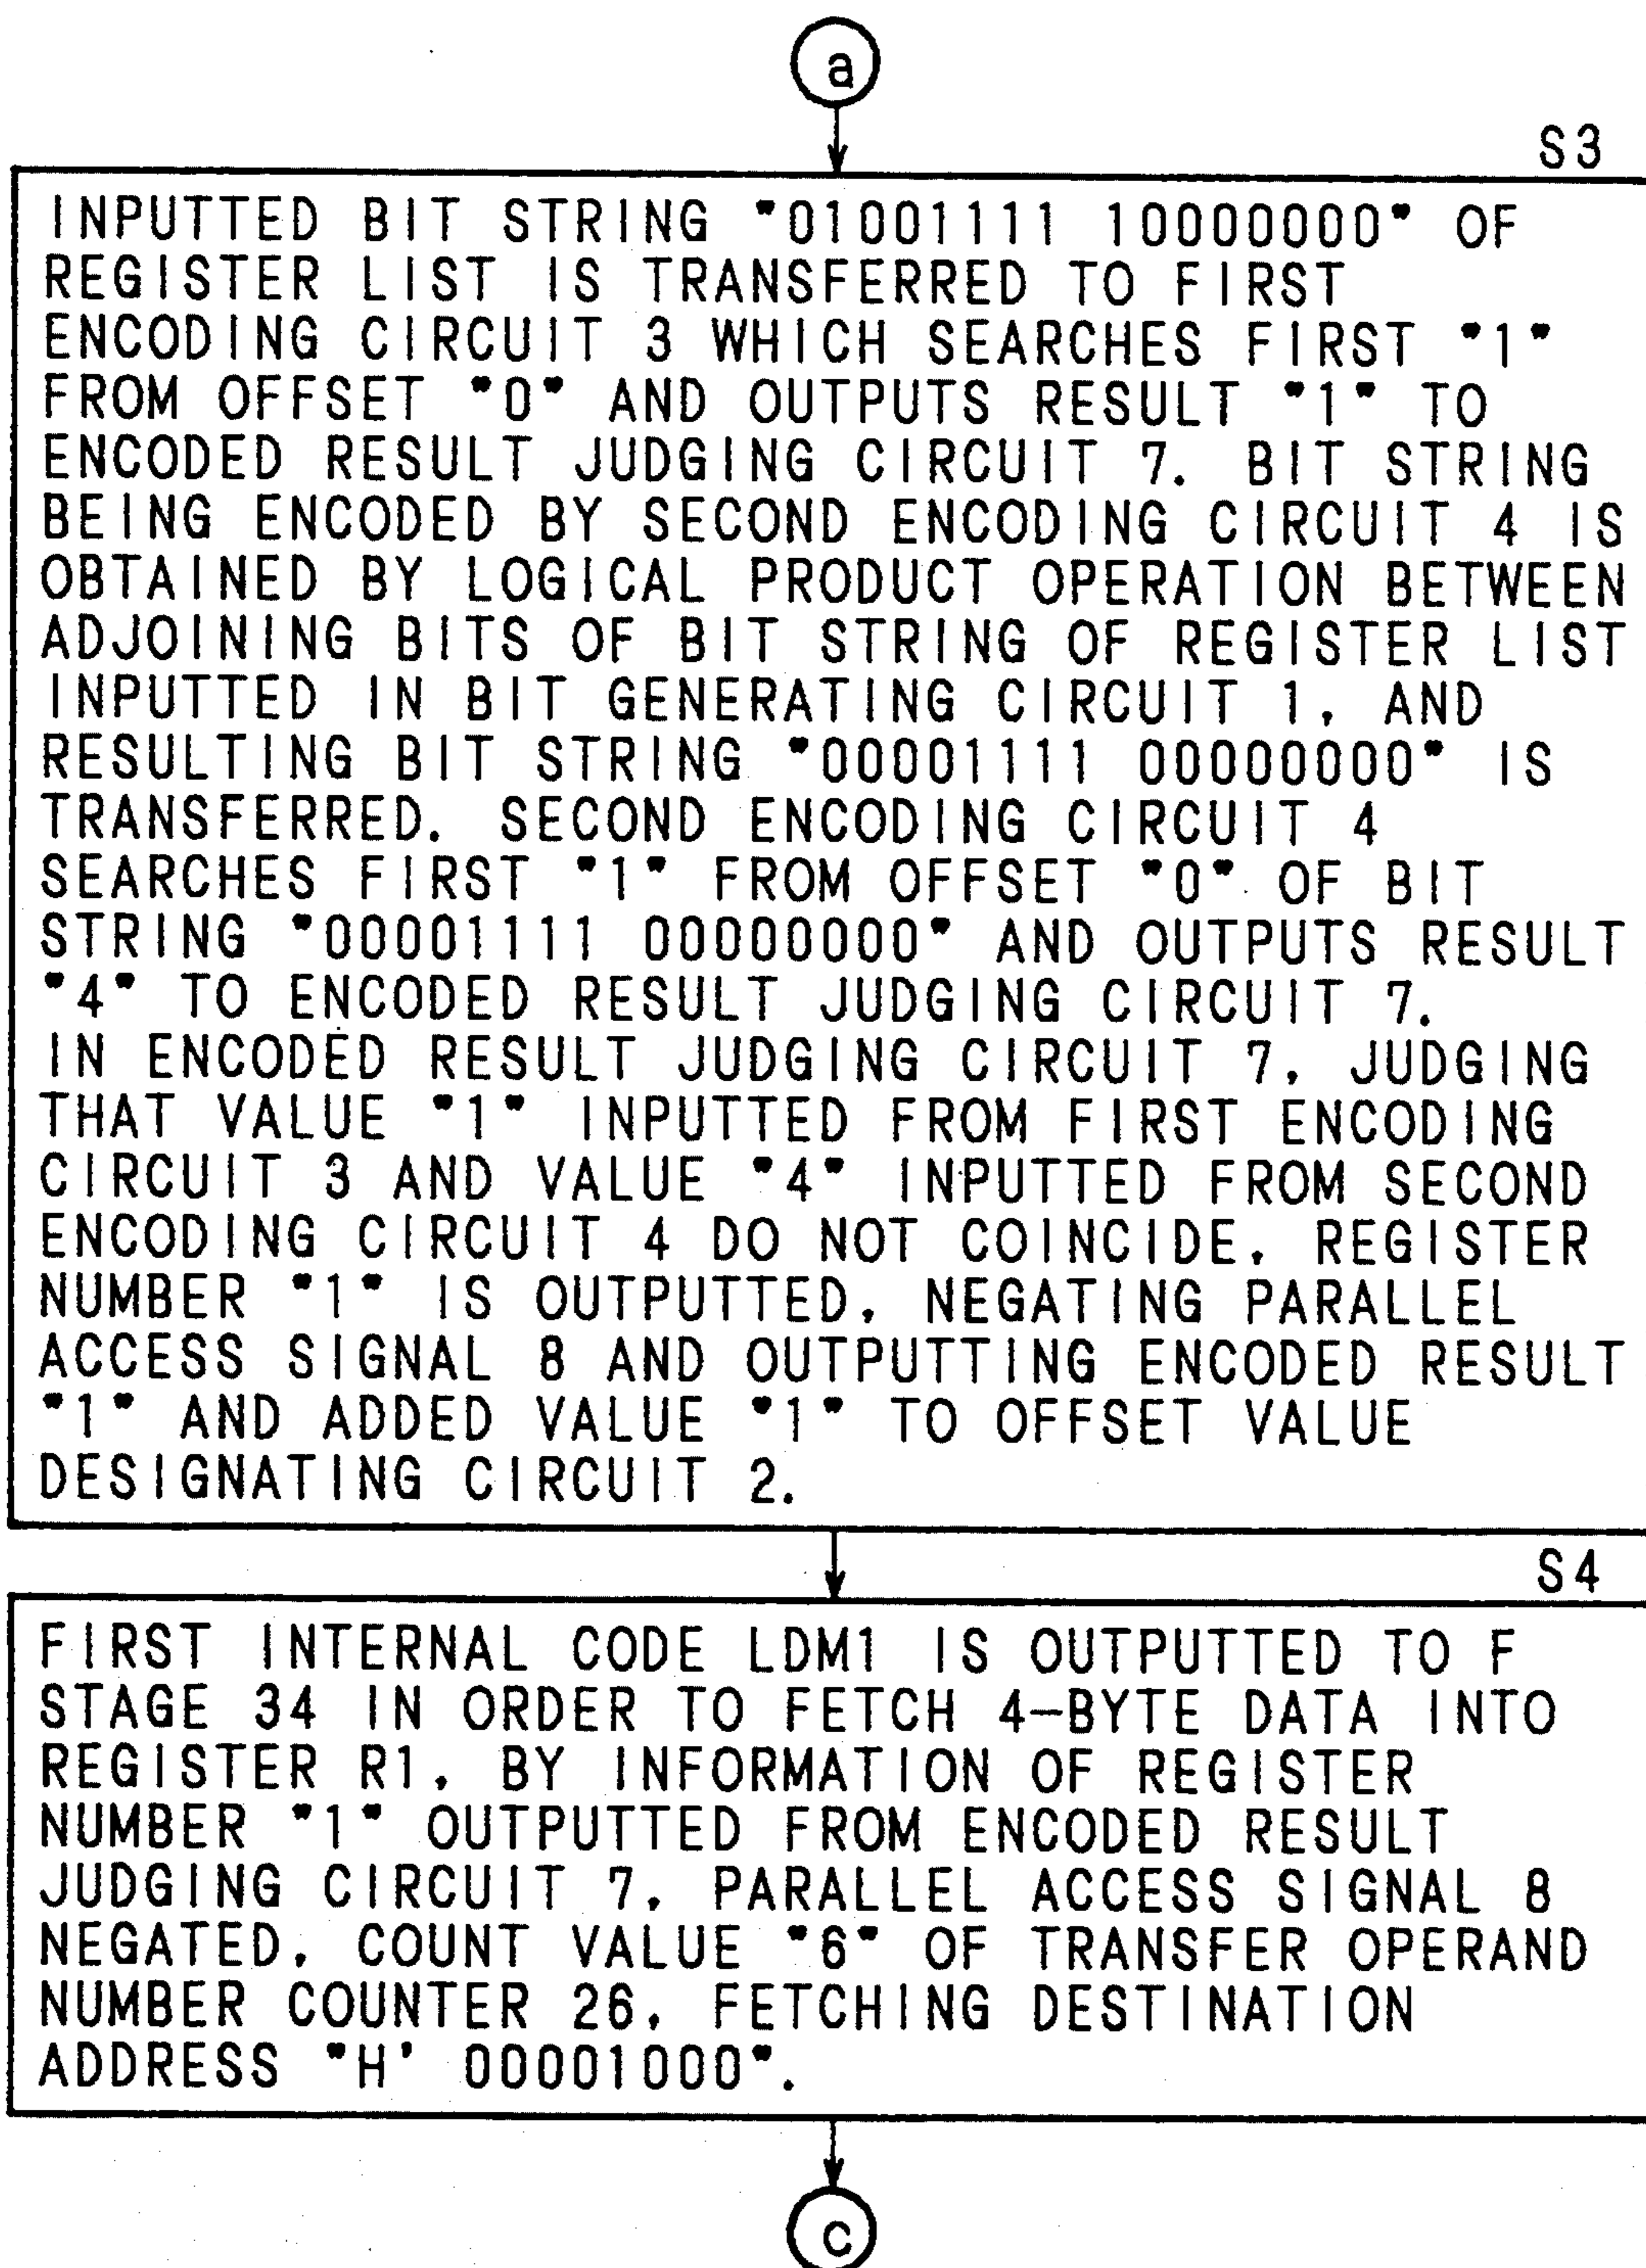 a
S3
INPUTTED BIT STRING "01001111 10000000" OF
REGISTER LIST IS TRANSFERRED TO FIRST
ENCODING CIRCUIT 3 WHICH SEARCHES FIRST "1"
FROM OFFSET "0" AND OUTPUTS RESULT "1" TO
ENCODED RESULT JUDGING CIRCUIT 7. BIT STRING
BEING ENCODED BY SECOND ENCODING CIRCUIT 4 IS
OBTAINED BY LOGICAL PRODUCT OPERATION BETWEEN
ADJOINING BITS OF BIT STRING OF REGISTER LIST
INPUTTED IN BIT GENERATING CIRCUIT 1, AND
RESULTING BIT STRING "00001111 00000000" IS
TRANSFERRED. SECOND ENCODING CIRCUIT 4
SEARCHES FIRST "1" FROM OFFSET "0" OF BIT
STRING "00001111 00000000" AND OUTPUTS RESULT
"4" TO ENCODED RESULT JUDGING CIRCUIT 7.
IN ENCODED RESULT JUDGING CIRCUIT 7, JUDGING
THAT VALUE "1" INPUTTED FROM FIRST ENCODING
CIRCUIT 3 AND VALUE "4" INPUTTED FROM SECOND
ENCODING CIRCUIT 4 DO NOT COINCIDE, REGISTER
NUMBER "1" IS OUTPUTTED, NEGATING PARALLEL
ACCESS SIGNAL 8 AND OUTPUTTING ENCODED RESULT
"1" AND ADDED VALUE "1" TO OFFSET VALUE
DESIGNATING CIRCUIT 2.
S4
FIRST INTERNAL CODE LDM1 IS OUTPUTTED TO F
STAGE 34 IN ORDER TO FETCH 4-BYTE DATA INTO
REGISTER R1, BY INFORMATION OF REGISTER
NUMBER "1" OUTPUTTED FROM ENCODED RESULT
JUDGING CIRCUIT 7, PARALLEL ACCESS SIGNAL 8
NEGATED, COUNT VALUE "6" OF TRANSFER OPERAND
NUMBER COUNTER 26, FETCHING DESTINATION
ADDRESS "H' 00001000".
c